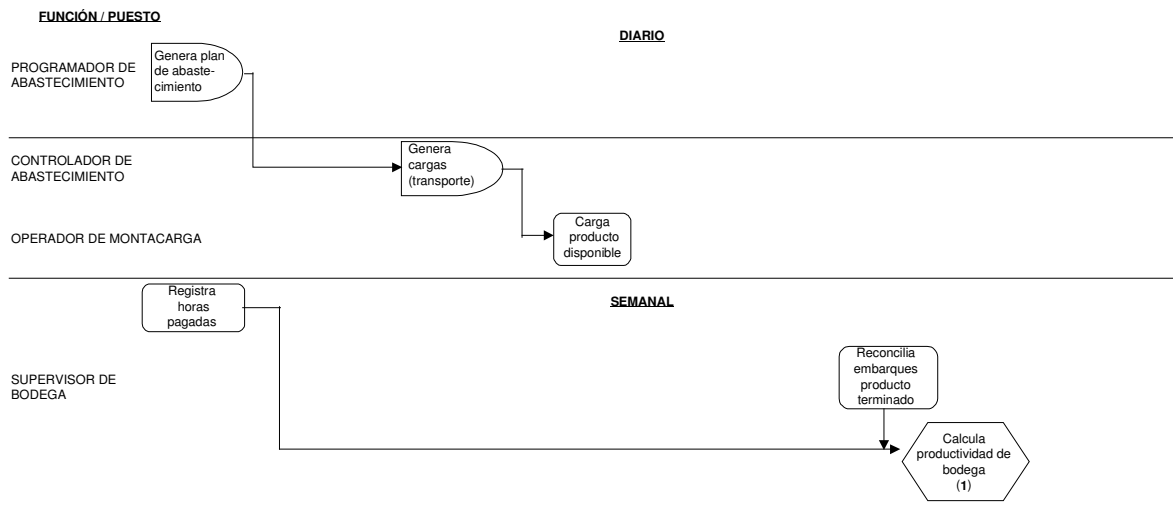 FUNCIÓN / PUESTO
DIARIO
PROGRAMADOR DE
ABASTECIMIENTO
Genera plan
de abaste-
cimiento
CONTROLADOR DE
ABASTECIMIENTO
Genera
cargas
(transporte)
OPERADOR DE MONTACARGA
Carga
producto
disponible
SEMANAL
Registra
horas
pagadas
SUPERVISOR DE
BODEGA
Reconcilia
embarques
producto
terminado
Calcula
productividad de
bodega
(1)